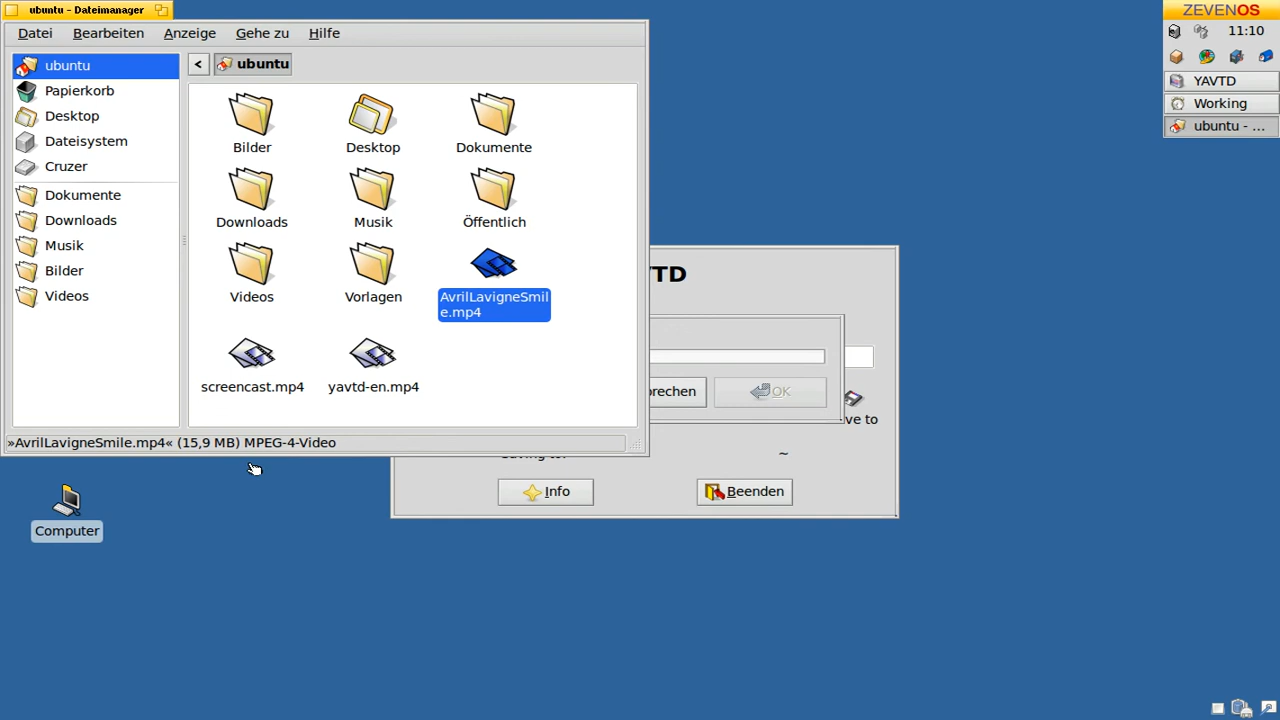 ubuntu - Dateimanager
ZEVENOS
11:10
Datei Bearbeiten Anzeige Gehe zu Hilfe
ubuntu
Papierkorb
Desktop
Dateisystem
Cruzer
Dokumente
Downloads
Musik
Bilder
Videos
< ubuntu
Bilder Desktop Dokumente
Downloads Musik Öffentlich
Videos Vorlagen AvrilLavigneSmil
e.mp4
screencast.mp4 yavtd-en.mp4
»AvrilLavigneSmile.mp4« (15,9 MB) MPEG-4-Video
YAVTD
Working
ubuntu - ...
TD
rechen OK
ve to
~
Info Beenden
Computer